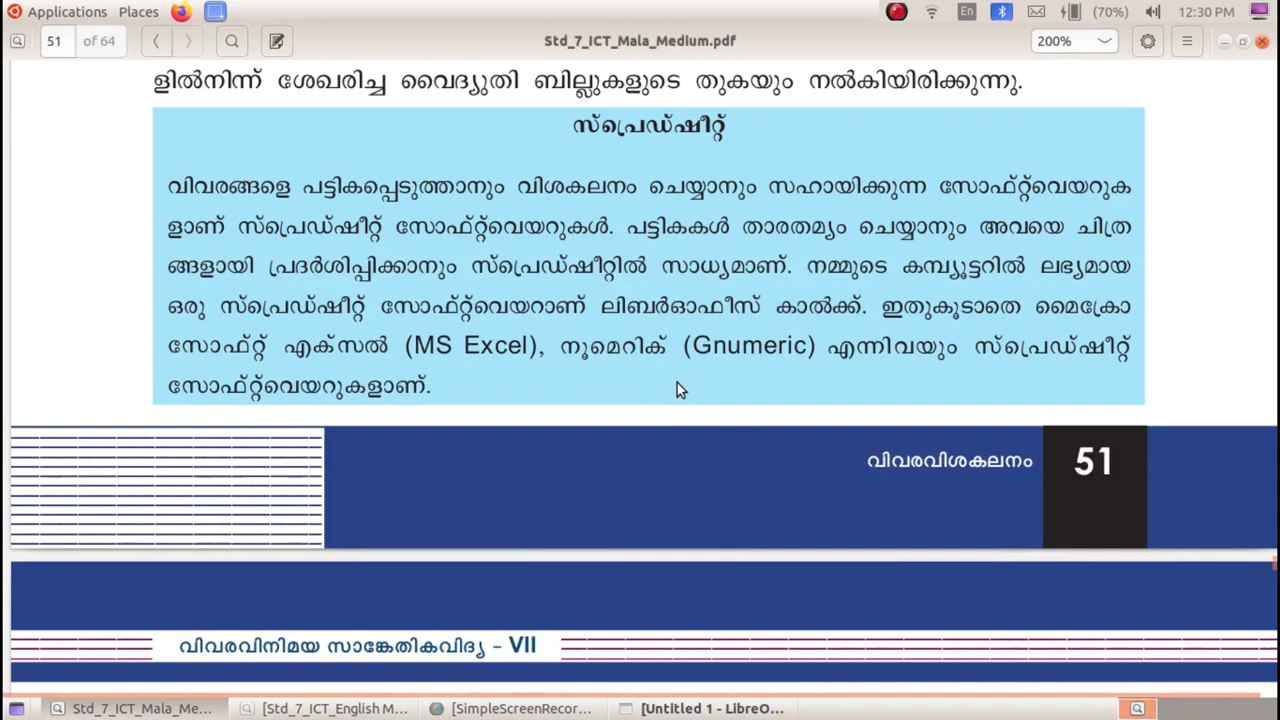 Applications Places En (70%) 12:30 PM
51 of 64 Std_7_ICT_Mala_Medium.pdf 200%
ളിൽനിന്ന് ശേഖരിച്ച വൈദ്യുതി ബില്ലുകളുടെ തുകയും നൽകിയിരിക്കുന്നു.
സ്പ്രെഡ്ഷീറ്റ്
വിവരങ്ങളെ പട്ടികപ്പെടുത്താനും വിശകലനം ചെയ്യാനും സഹായിക്കുന്ന സോഫ്റ്റ്‌വെയറുക
ളാണ് സ്പ്രെഡ്ഷീറ്റ് സോഫ്റ്റ്‌വെയറുകൾ. പട്ടികകൾ താരതമ്യം ചെയ്യാനും അവയെ ചിത്ര
ങ്ങളായി പ്രദർശിപ്പിക്കാനും സ്പ്രെഡ്ഷീറ്റിൽ സാധ്യമാണ്. നമ്മുടെ കമ്പ്യൂട്ടറിൽ ലഭ്യമായ
ഒരു സ്പ്രെഡ്ഷീറ്റ് സോഫ്റ്റ്‌വെയറാണ് ലിബർഓഫീസ് കാൽക്ക്. ഇതുകൂടാതെ മൈക്രോ
സോഫ്റ്റ് എക്സൽ (MS Excel), നൂമെറിക് (Gnumeric) എന്നിവയും സ്പ്രെഡ്ഷീറ്റ്
സോഫ്റ്റ്‌വെയറുകളാണ്.
വിവരവിശകലനം 51
വിവരവിനിമയ സാങ്കേതികവിദ്യ – VII
Std_7_ICT_Mala_Me... [Std_7_ICT_English M... [SimpleScreenRecor... [Untitled 1 - LibreO...